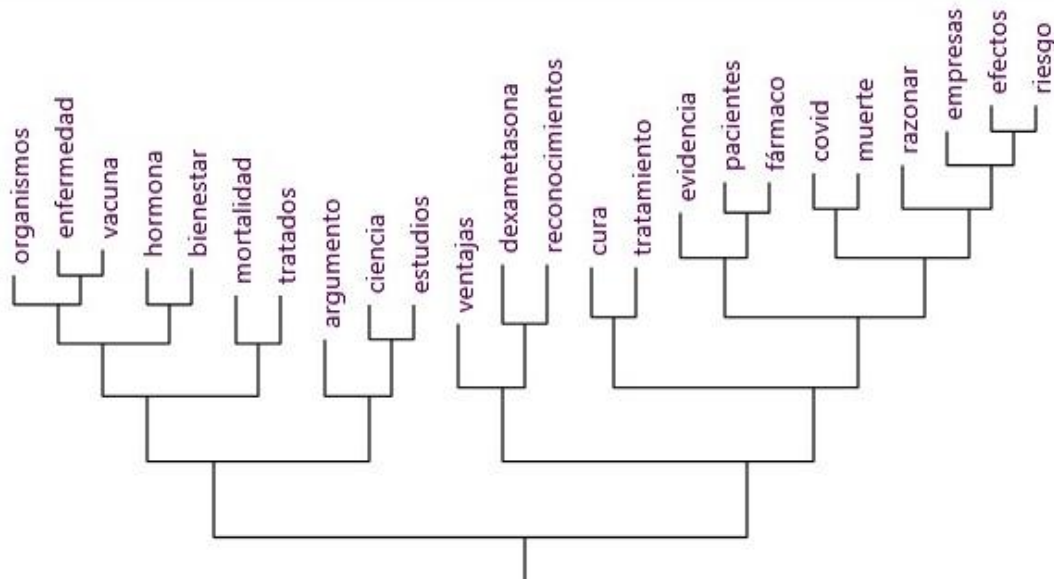 organismos
enfermedad
vacuna
hormona
bienestar
mortalidad
tratados
argumento
ciencia
estudios
ventajas
dexametasona
reconocimientos
cura
tratamiento
evidencia
pacientes
fármaco
covid
muerte
razonar
empresas
efectos
riesgo